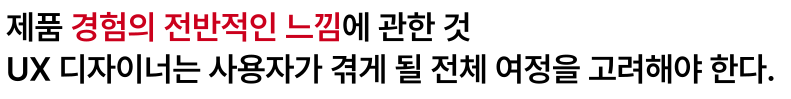 제품 경험의 전반적인 느낌에 관한 것
UX 디자이너는 사용자가 겪게 될 전체 여정을 고려해야 한다.